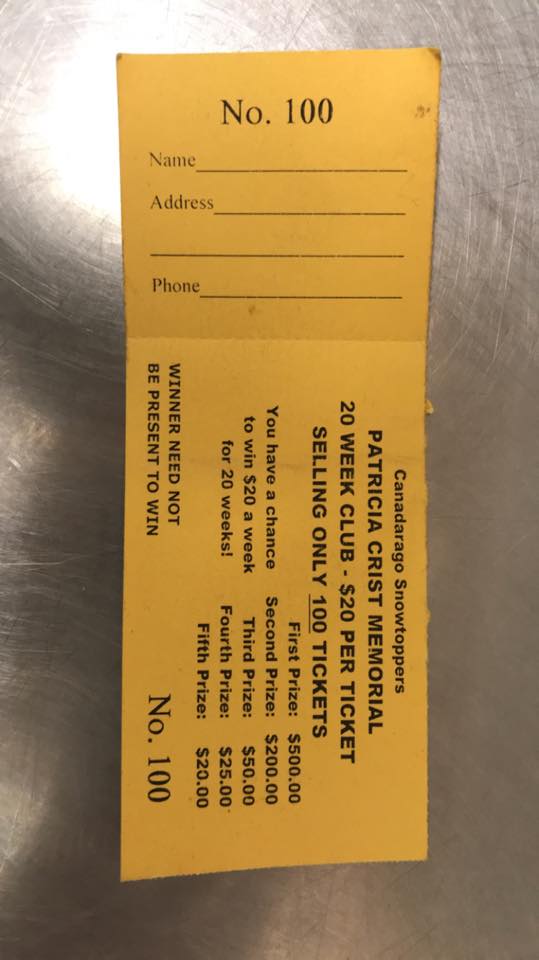 No. 100
Name
Address
Phone
Canadarago Snowtoppers
PATRICIA CRIST MEMORIAL
20 WEEK CLUB - $20 PER TICKET
SELLING ONLY 100 TICKETS
You have a chance
to win $20 a week
for 20 weeks!
First Prize: $500.00
Second Prize: $200.00
Third Prize: $50.00
Fourth Prize: $25.00
Fifth Prize: $20.00
WINNER NEED NOT
BE PRESENT TO WIN
No. 100